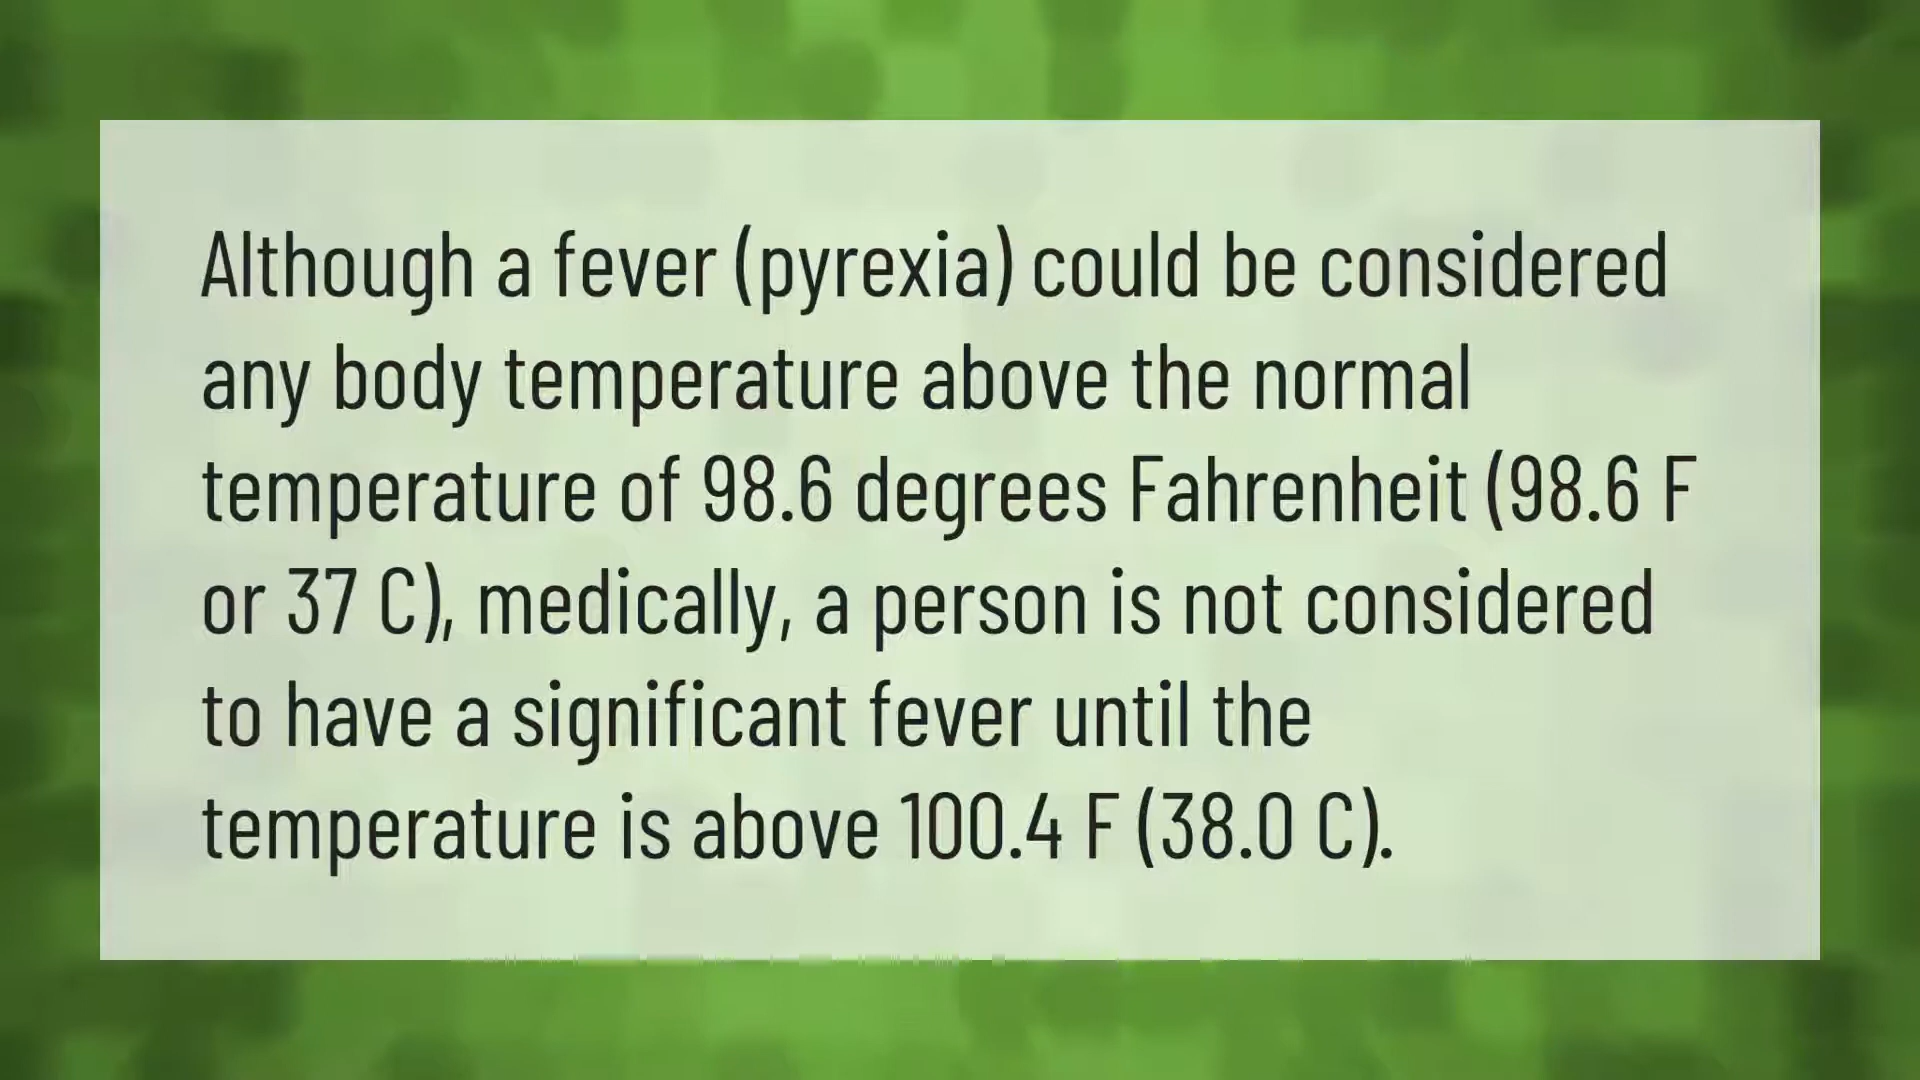 Although a fever (pyrexia) could be considered
any body temperature above the normal
temperature of 98.6 degrees Fahrenheit (98.6 F
or 37 C), medically, a person is not considered
to have a significant fever until the
temperature is above 100.4 F (38.0 C).